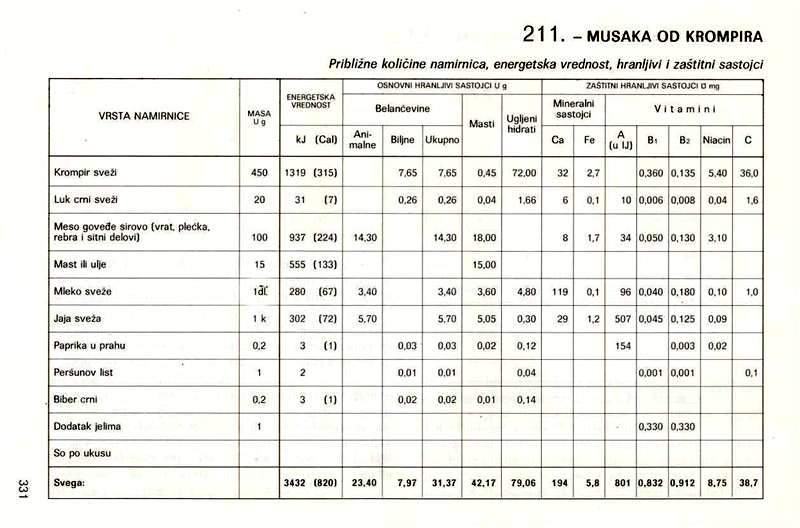 211. – MUSAKA OD KROMPIRA
Približne količine namirnica, energetska vrednost, hranljivi i zaštitni sastojci
VRSTA NAMIRNICE MASA U g ENERGETSKA VREDNOST OSNOVNI HRANLJIVI SASTOJCI U g ZAŠTITNI HRANLJIVI SASTOJCI U mg
Belančevine Masti Ugljeni hidrati Mineralni sastojci Vitamini
kJ (Cal) Ani-malne Biljne Ukupno Ca Fe A (u IJ) B1 B2 Niacin C
Krompir sveži 450 1319 (315) 7,65 7,65 0,45 72,00 32 2,7 0,360 0,135 5,40 36,0
Luk crni sveži 20 31 (7) 0,26 0,26 0,04 1,66 6 0,1 10 0,006 0,008 0,04 1,6
Meso goveđe sirovo (vrat, plećka,
rebra i sitni delovi) 100 937 (224) 14,30 14,30 18,00 8 1,7 34 0,050 0,130 3,10
Mast ili ulje 15 555 (133) 15,00
Mleko sveže 1dl 280 (67) 3,40 3,40 3,60 4,80 119 0,1 96 0,040 0,180 0,10 1,0
Jaja sveža 1 k 302 (72) 5,70 5,70 5,05 0,30 29 1,2 507 0,045 0,125 0,09
Paprika u prahu 0,2 3 (1) 0,03 0,03 0,02 0,12 154 0,003 0,02
Peršunov list 1 2 0,01 0,01 0,04 0,001 0,001 0,1
Biber crni 0,2 3 (1) 0,02 0,02 0,01 0,14
Dodatak jelima 1 0,330 0,330
So po ukusu
Svega: 3432 (820) 23,40 7,97 31,37 42,17 79,06 194 5,8 801 0,832 0,912 8,75 38,7
331